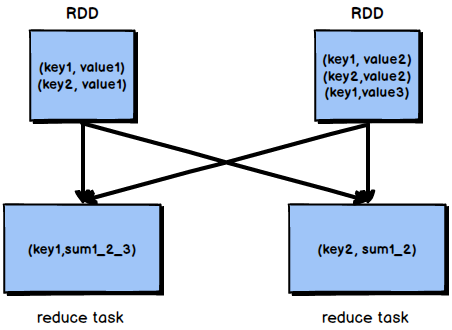 RDD
RDD
(key1, value1)
(key2, value1)
(key1, value2)
(key2,value2)
(key1,value3)
(key1,sum1_2_3)
(key2, sum1_2)
reduce task
reduce task